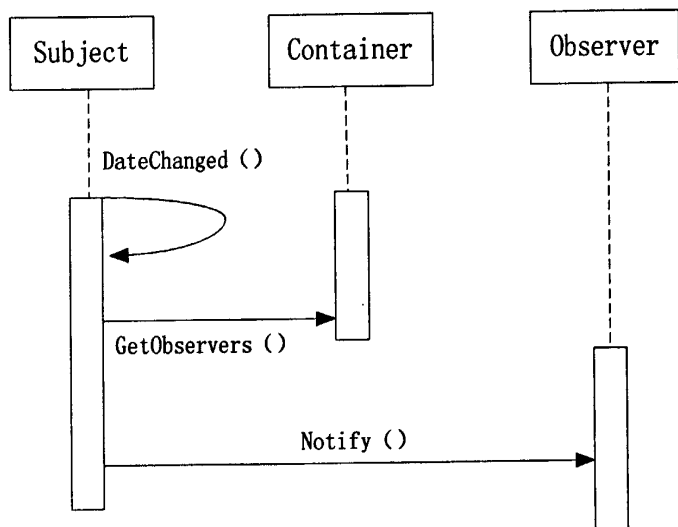 Subject
Container
Observer
DateChanged ()
GetObservers ()
Notify ()